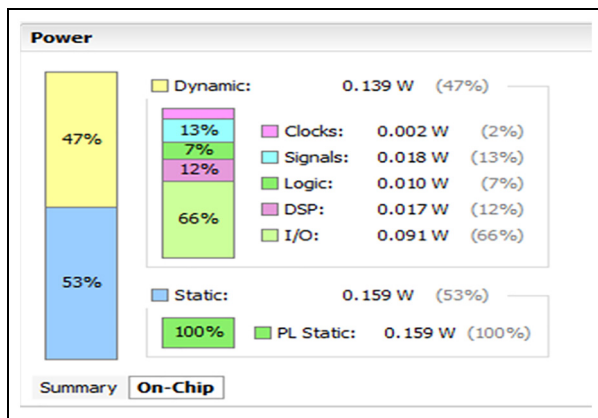 Power
Dynamic: 0.139 W (47%)
47%
13%
7%
12%
66%
Clocks: 0.002 W (2%)
Signals: 0.018 W (13%)
Logic: 0.010 W (7%)
DSP: 0.017 W (12%)
I/O: 0.091 W (66%)
53%
Static: 0.159 W (53%)
100% PL Static: 0.159 W (100%)
Summary On-Chip